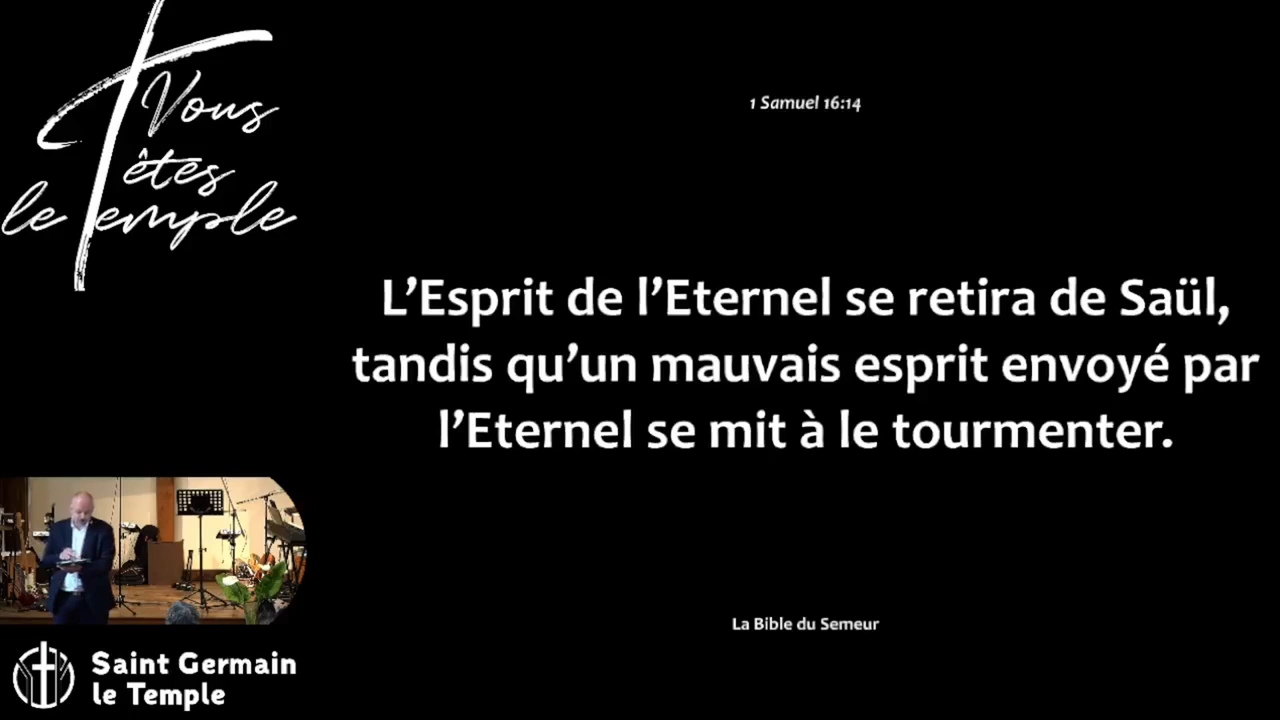 Vous
êtes
le Temple
1 Samuel 16:14
L’Esprit de l’Eternel se retira de Saül,
tandis qu’un mauvais esprit envoyé par
l’Eternel se mit à le tourmenter.
La Bible du Semeur
Saint Germain
le Temple